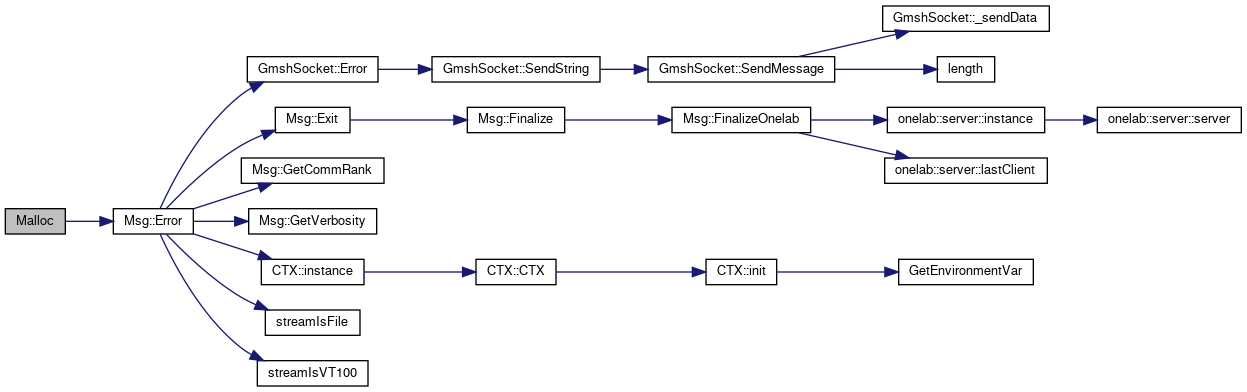 GmshSocket::_sendData
GmshSocket::Error
GmshSocket::SendString
GmshSocket::SendMessage
length
Msg::Exit
Msg::Finalize
Msg::FinalizeOnelab
onelab::server::instance
onelab::server::server
Msg::GetCommRank
onelab::server::lastClient
Malloc
Msg::Error
Msg::GetVerbosity
CTX::instance
CTX::CTX
CTX::init
GetEnvironmentVar
streamIsFile
streamIsVT100